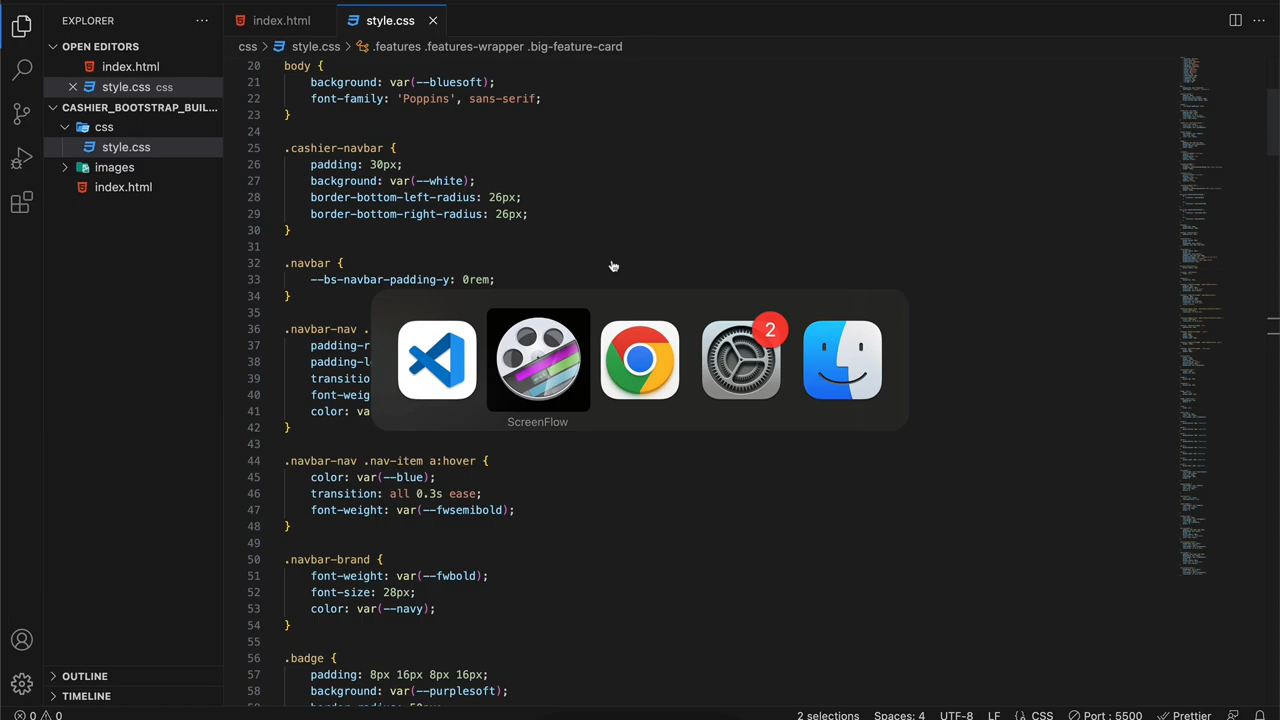 EXPLORER
index.html
style.css
OPEN EDITORS
index.html
style.css css
CASHIER_BOOTSTRAP_BUIL...
css
style.css
images
index.html
OUTLINE
TIMELINE
css > style.css > .features .features-wrapper .big-feature-card
20 body {
21 background: var(--bluesoft);
22 font-family: 'Poppins', sans-serif;
23 }
24
25 .cashier-navbar {
26 padding: 30px;
27 background: var(--white);
28 border-bottom-left-radius: px;
29 border-bottom-right-radius: 6px;
30 }
31
32 .navbar {
33 --bs-navbar-padding-y: 0rem;
34 }
35
36 .navbar-nav .
37 padding-r
38 padding-l
39 transition
40 font-weig
41 color: va
42 }
43
44 .navbar-nav .nav-item a:hover
45 color: var(--blue);
46 transition: all 0.3s ease;
47 font-weight: var(--fwsemibold);
48 }
49
50 .navbar-brand {
51 font-weight: var(--fwbold);
52 font-size: 28px;
53 color: var(--navy);
54 }
55
56 .badge {
57 padding: 8px 16px 8px 16px;
58 background: var(--purplesoft);
2
ScreenFlow
0 0
2 selections
Spaces: 4
UTF-8
LF
{} CSS
Port : 5500
Prettier